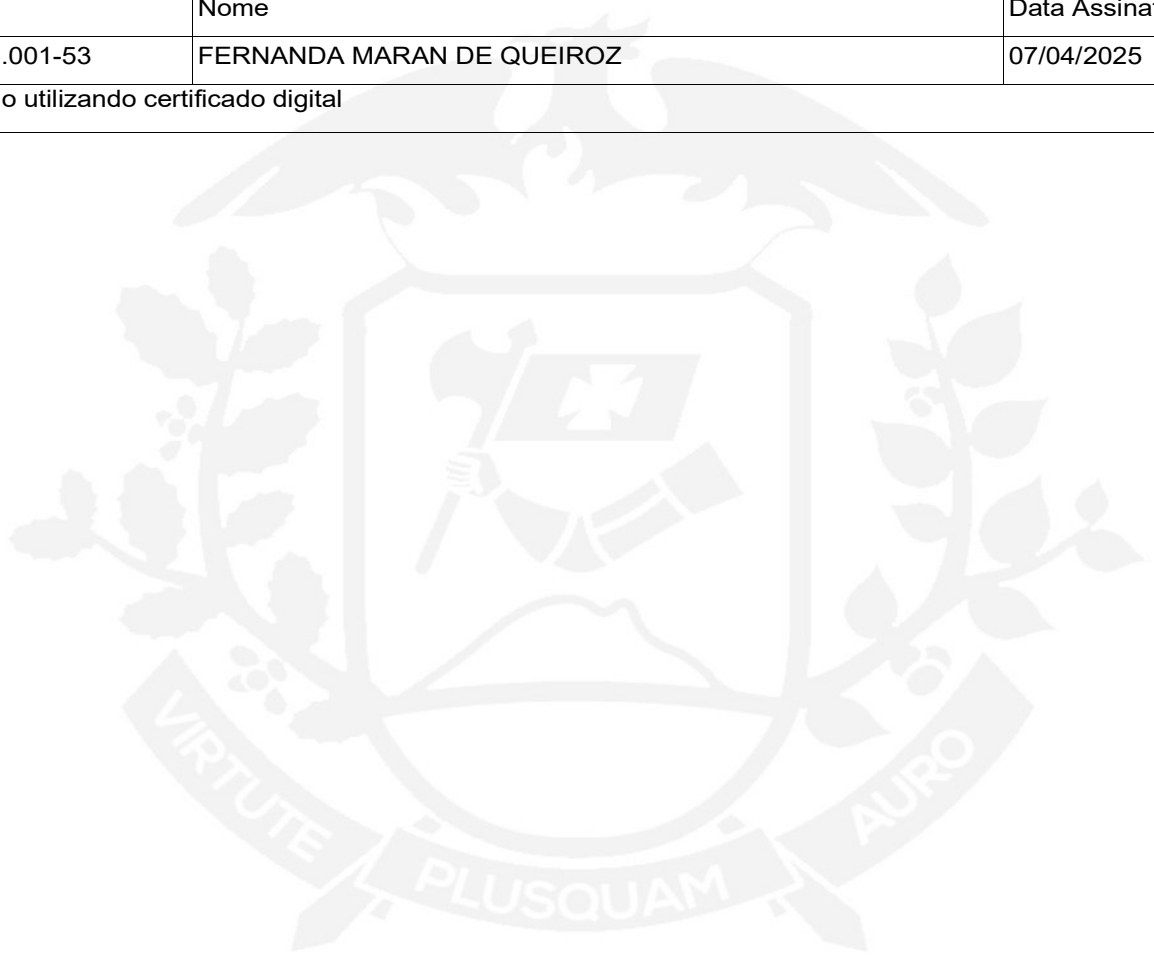 Nome Data Assinat
.001-53 FERNANDA MARAN DE QUEIROZ 07/04/2025
o utilizando certificado digital
VIRTUTE PLUSQUAM AURO